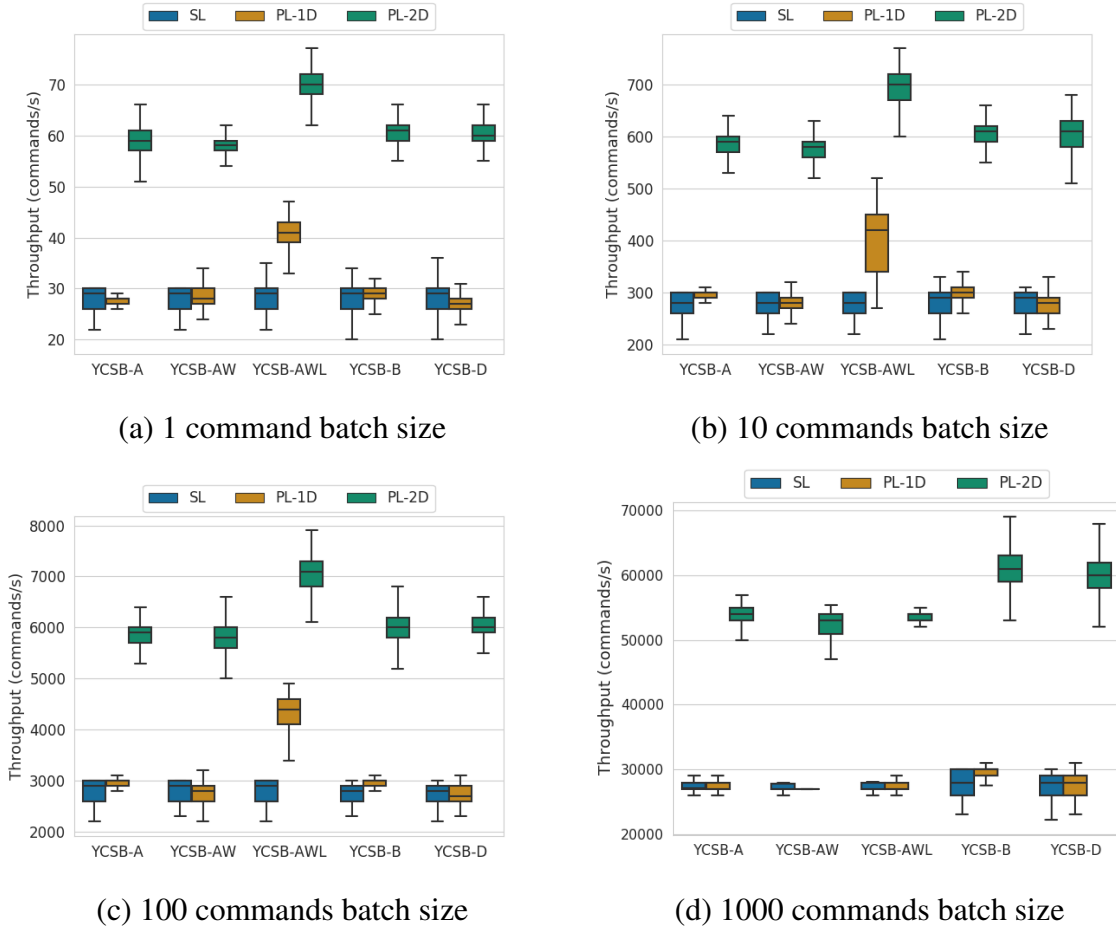 SL PL-1D PL-2D
Throughput (commands/s)
70
60
50
40
30
20
YCSB-A YCSB-AW YCSB-AWL YCSB-B YCSB-D
(a) 1 command batch size
SL PL-1D PL-2D
Throughput (commands/s)
700
600
500
400
300
200
YCSB-A YCSB-AW YCSB-AWL YCSB-B YCSB-D
(b) 10 commands batch size
SL PL-1D PL-2D
Throughput (commands/s)
8000
7000
6000
5000
4000
3000
2000
YCSB-A YCSB-AW YCSB-AWL YCSB-B YCSB-D
(c) 100 commands batch size
SL PL-1D PL-2D
Throughput (commands/s)
70000
60000
50000
40000
30000
20000
YCSB-A YCSB-AW YCSB-AWL YCSB-B YCSB-D
(d) 1000 commands batch size